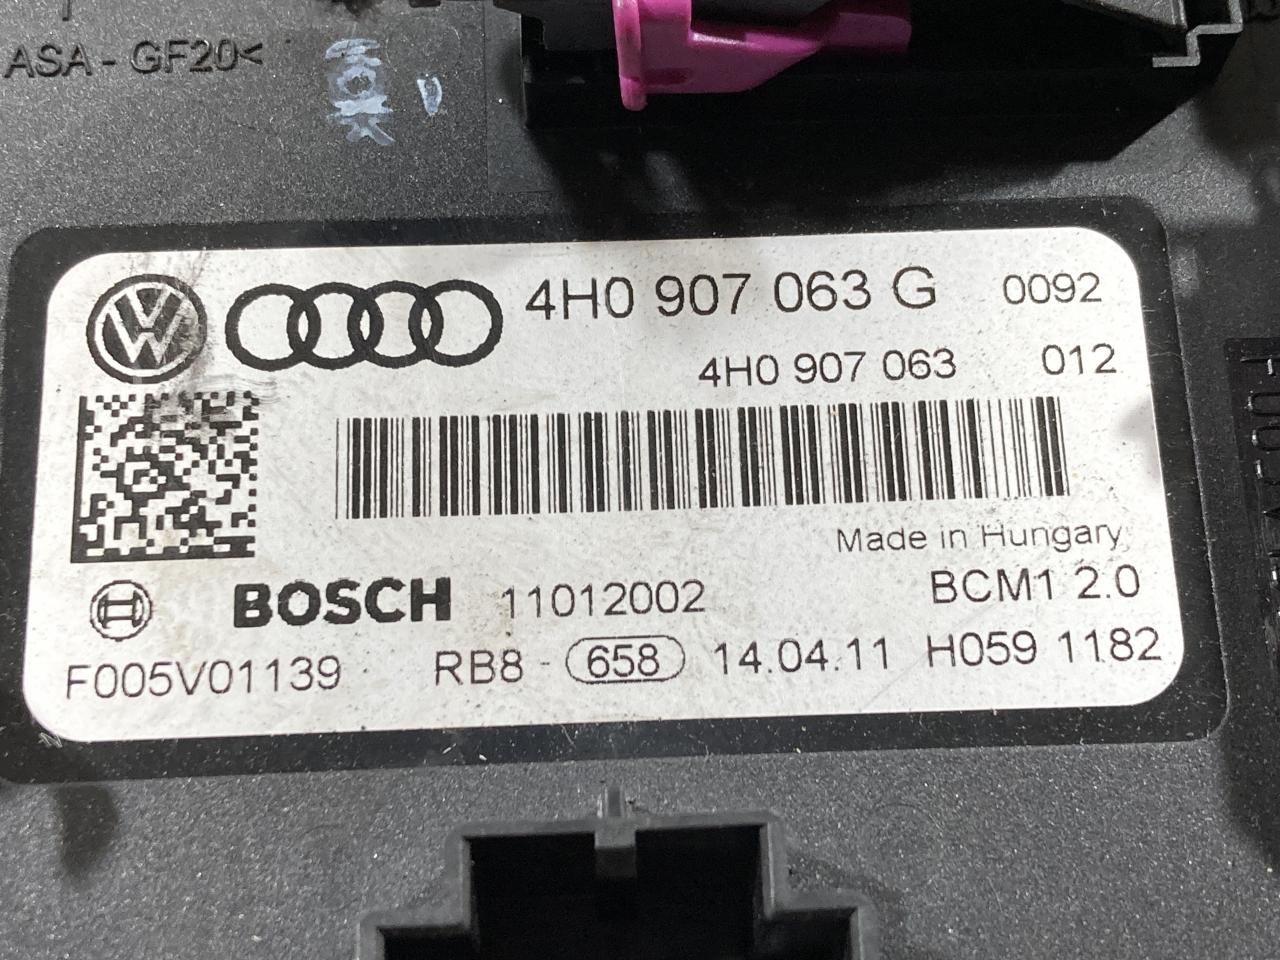 ASA - GF20<
4H0 907 063 G 0092
4H0 907 063 012
Made in Hungary
BOSCH 11012002 BCM1 2.0
F005V01139 RB8 - 658 14.04.11 H059 1182